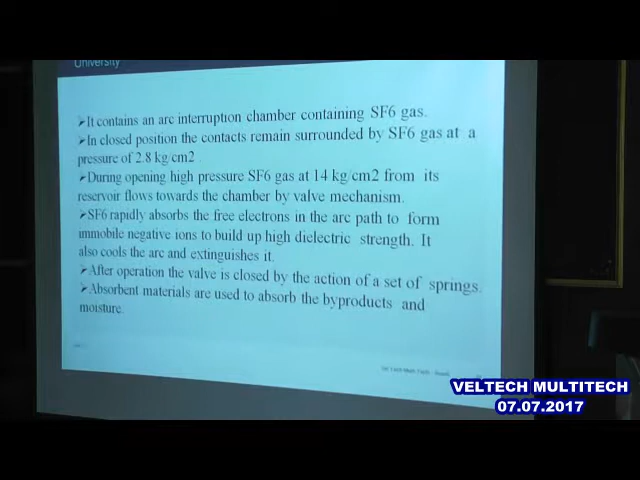 University
➢It contains an arc interruption chamber containing SF6 gas.
➢In closed position the contacts remain surrounded by SF6 gas at a
pressure of 2.8 kg/cm2
➢During opening high pressure SF6 gas at 14 kg/cm2 from its
reservoir flows towards the chamber by valve mechanism.
➢SF6 rapidly absorbs the free electrons in the arc path to form
immobile negative ions to build up high dielectric strength. It
also cools the arc and extinguishes it.
➢After operation the valve is closed by the action of a set of springs.
➢Absorbent materials are used to absorb the byproducts and
moisture.
VELTECH MULTITECH
07.07.2017